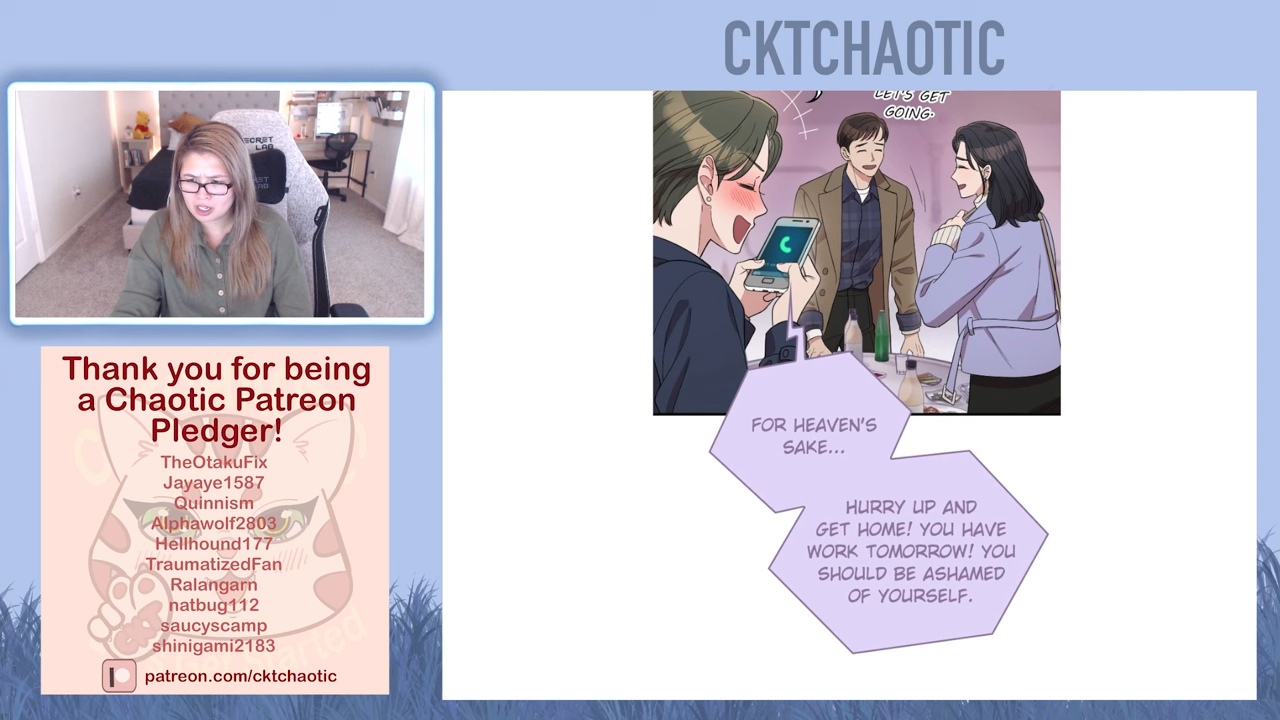 CKTCHAOTIC
LET'S GET
GOING.
SECRET
LAB
Thank you for being
a Chaotic Patreon
Pledger!
TheOtakuFix
Jayaye1587
Quinnism
Alphawolf2803
Hellhound177
TraumatizedFan
Ralangarn
natbug112
saucyscamp
shinigami2183
patreon.com/cktchaotic
FOR HEAVEN'S
SAKE...
HURRY UP AND
GET HOME! YOU HAVE
WORK TOMORROW! YOU
SHOULD BE ASHAMED
OF YOURSELF.